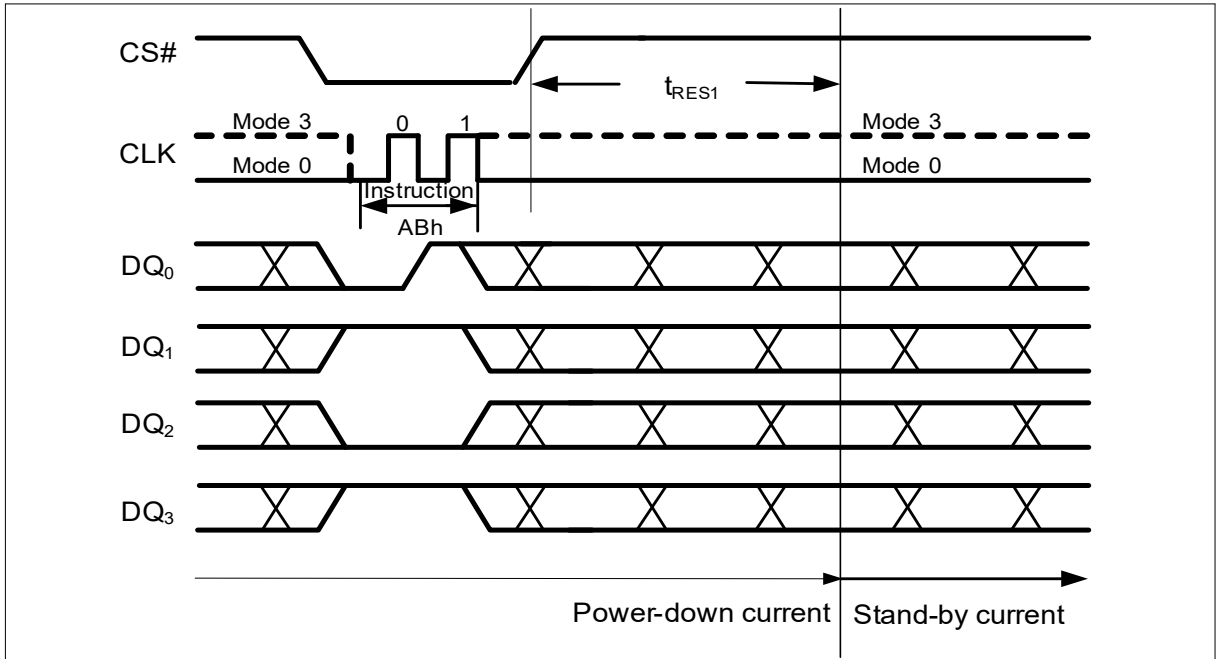 CS#
tRES1
Mode 3 0 1 Mode 3
CLK
Mode 0 Mode 0
Instruction
ABh
DQ0
DQ1
DQ2
DQ3
Power-down current Stand-by current